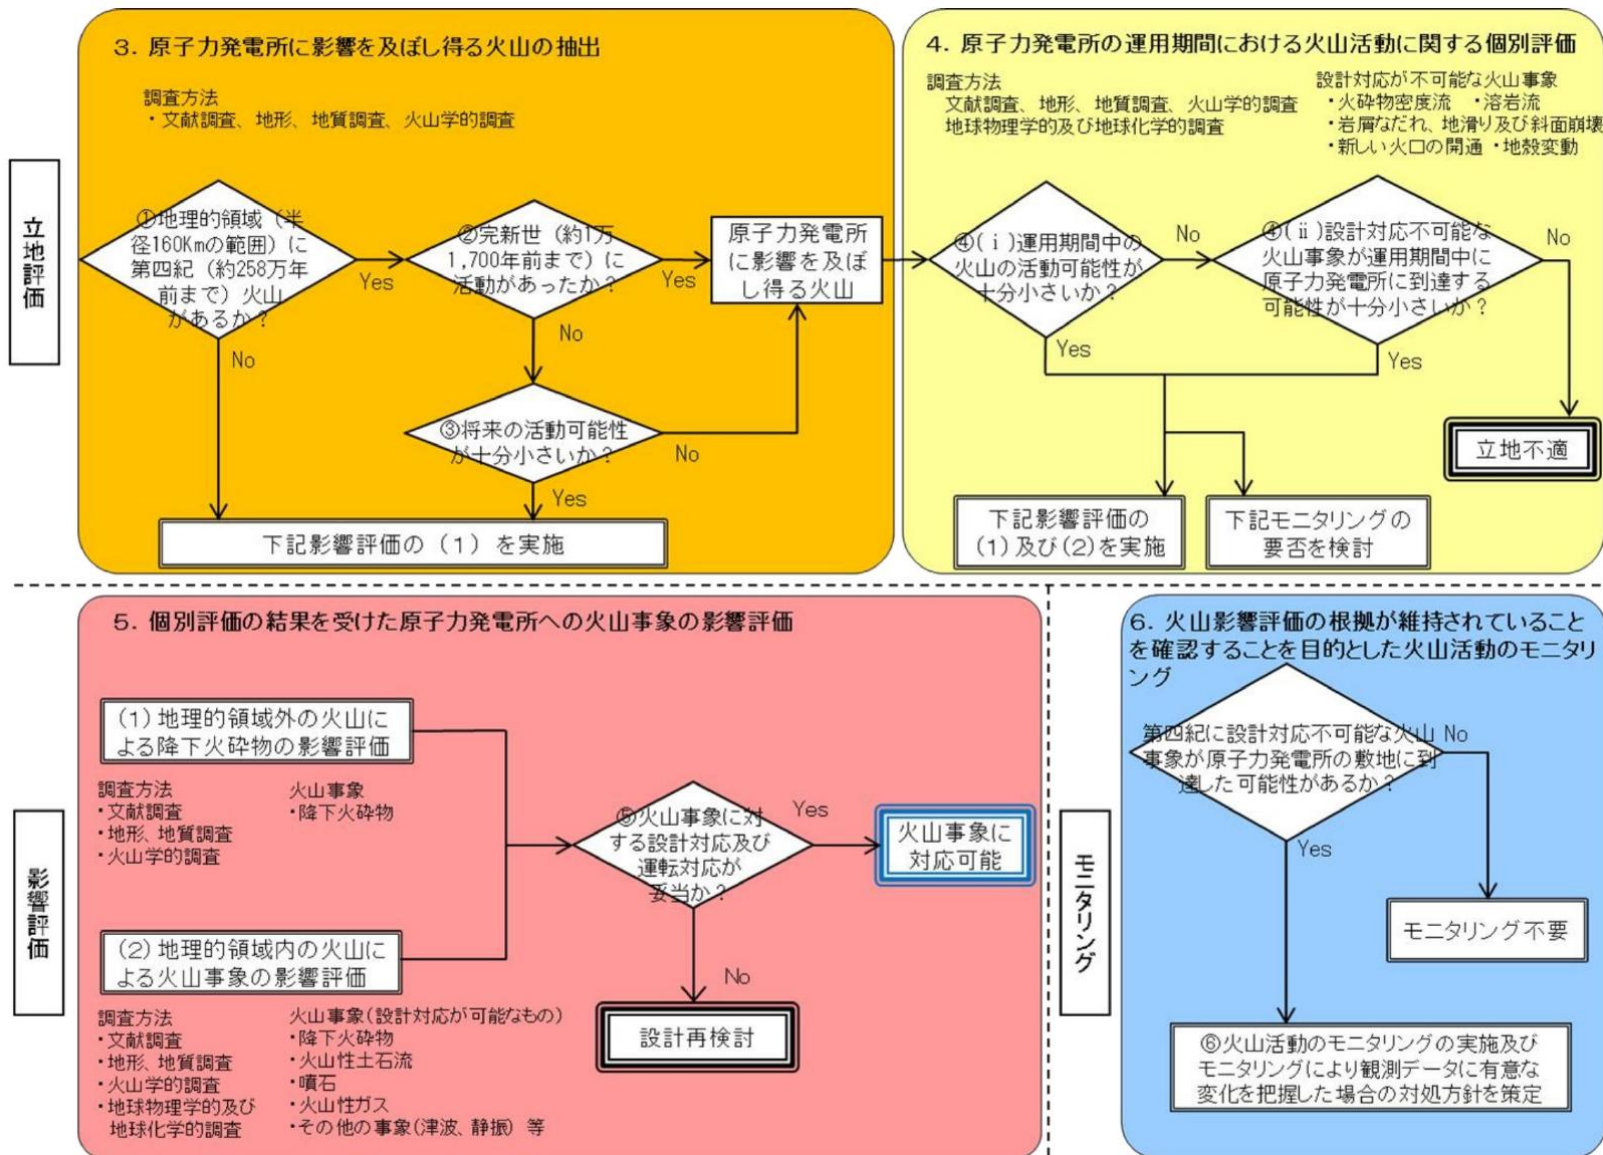 立地評価
3. 原子力発電所に影響を及ぼし得る火山の抽出
調査方法
・文献調査、地形、地質調査、火山学的調査
①地理的領域（半
径160Kmの範囲）に
第四紀（約258万年
前まで）火山
があるか？
Yes
No
②完新世（約1万
1,700年前まで）に
活動があったか？
Yes
No
原子力発電所
に影響を及ぼ
し得る火山
③将来の活動可能性
が十分小さいか？
No
Yes
下記影響評価の（1）を実施
4. 原子力発電所の運用期間における火山活動に関する個別評価
調査方法
文献調査、地形、地質調査、火山学的調査
地球物理学的及び地球化学的調査
設計対応が不可能な火山事象
・火砕物密度流 ・溶岩流
・岩屑なだれ、地滑り及び斜面崩壊
・新しい火口の開通 ・地殻変動
④(ⅰ)運用期間中の
火山の活動可能性が
十分小さいか？
No
Yes
④(ⅱ)設計対応不可能な
火山事象が運用期間中に
原子力発電所に到達する
可能性が十分小さいか？
No
Yes
立地不適
下記影響評価の
(1)及び(2)を実施
下記モニタリングの
要否を検討
影響評価
5. 個別評価の結果を受けた原子力発電所への火山事象の影響評価
(1)地理的領域外の火山に
よる降下火砕物の影響評価
調査方法
・文献調査
・地形、地質調査
・火山学的調査
火山事象
・降下火砕物
(2)地理的領域内の火山に
よる火山事象の影響評価
調査方法
・文献調査
・地形、地質調査
・火山学的調査
・地球物理学的及び
地球化学的調査
火山事象(設計対応が可能なもの)
・降下火砕物
・火山性土石流
・噴石
・火山性ガス
・その他の事象(津波、静振) 等
⑤火山事象に対
する設計対応及び
運転対応が
妥当か？
Yes
火山事象に
対応可能
No
設計再検討
モニタリング
6. 火山影響評価の根拠が維持されていること
を確認することを目的とした火山活動のモニタリ
ング
第四紀に設計対応不可能な火山
事象が原子力発電所の敷地に到
達した可能性があるか？
No
Yes
モニタリング不要
⑥火山活動のモニタリングの実施及び
モニタリングにより観測データに有意な
変化を把握した場合の対処方針を策定